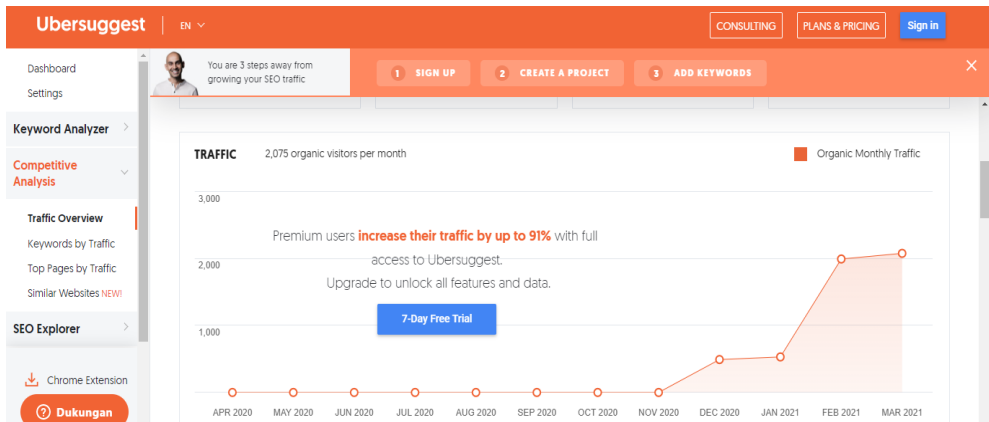 Ubersuggest EN CONSULTING PLANS & PRICING Sign in
You are 3 steps away from
growing your SEO traffic
1 SIGN UP 2 CREATE A PROJECT 3 ADD KEYWORDS
Dashboard
Settings
Keyword Analyzer
Competitive
Analysis
Traffic Overview
Keywords by Traffic
Top Pages by Traffic
Similar Websites NEW!
SEO Explorer
Chrome Extension
? Dukungan
TRAFFIC 2,075 organic visitors per month Organic Monthly Traffic
3,000
2,000
1,000
Premium users increase their traffic by up to 91% with full
access to Ubersuggest.
Upgrade to unlock all features and data.
7-Day Free Trial
APR 2020 MAY 2020 JUN 2020 JUL 2020 AUG 2020 SEP 2020 OCT 2020 NOV 2020 DEC 2020 JAN 2021 FEB 2021 MAR 2021